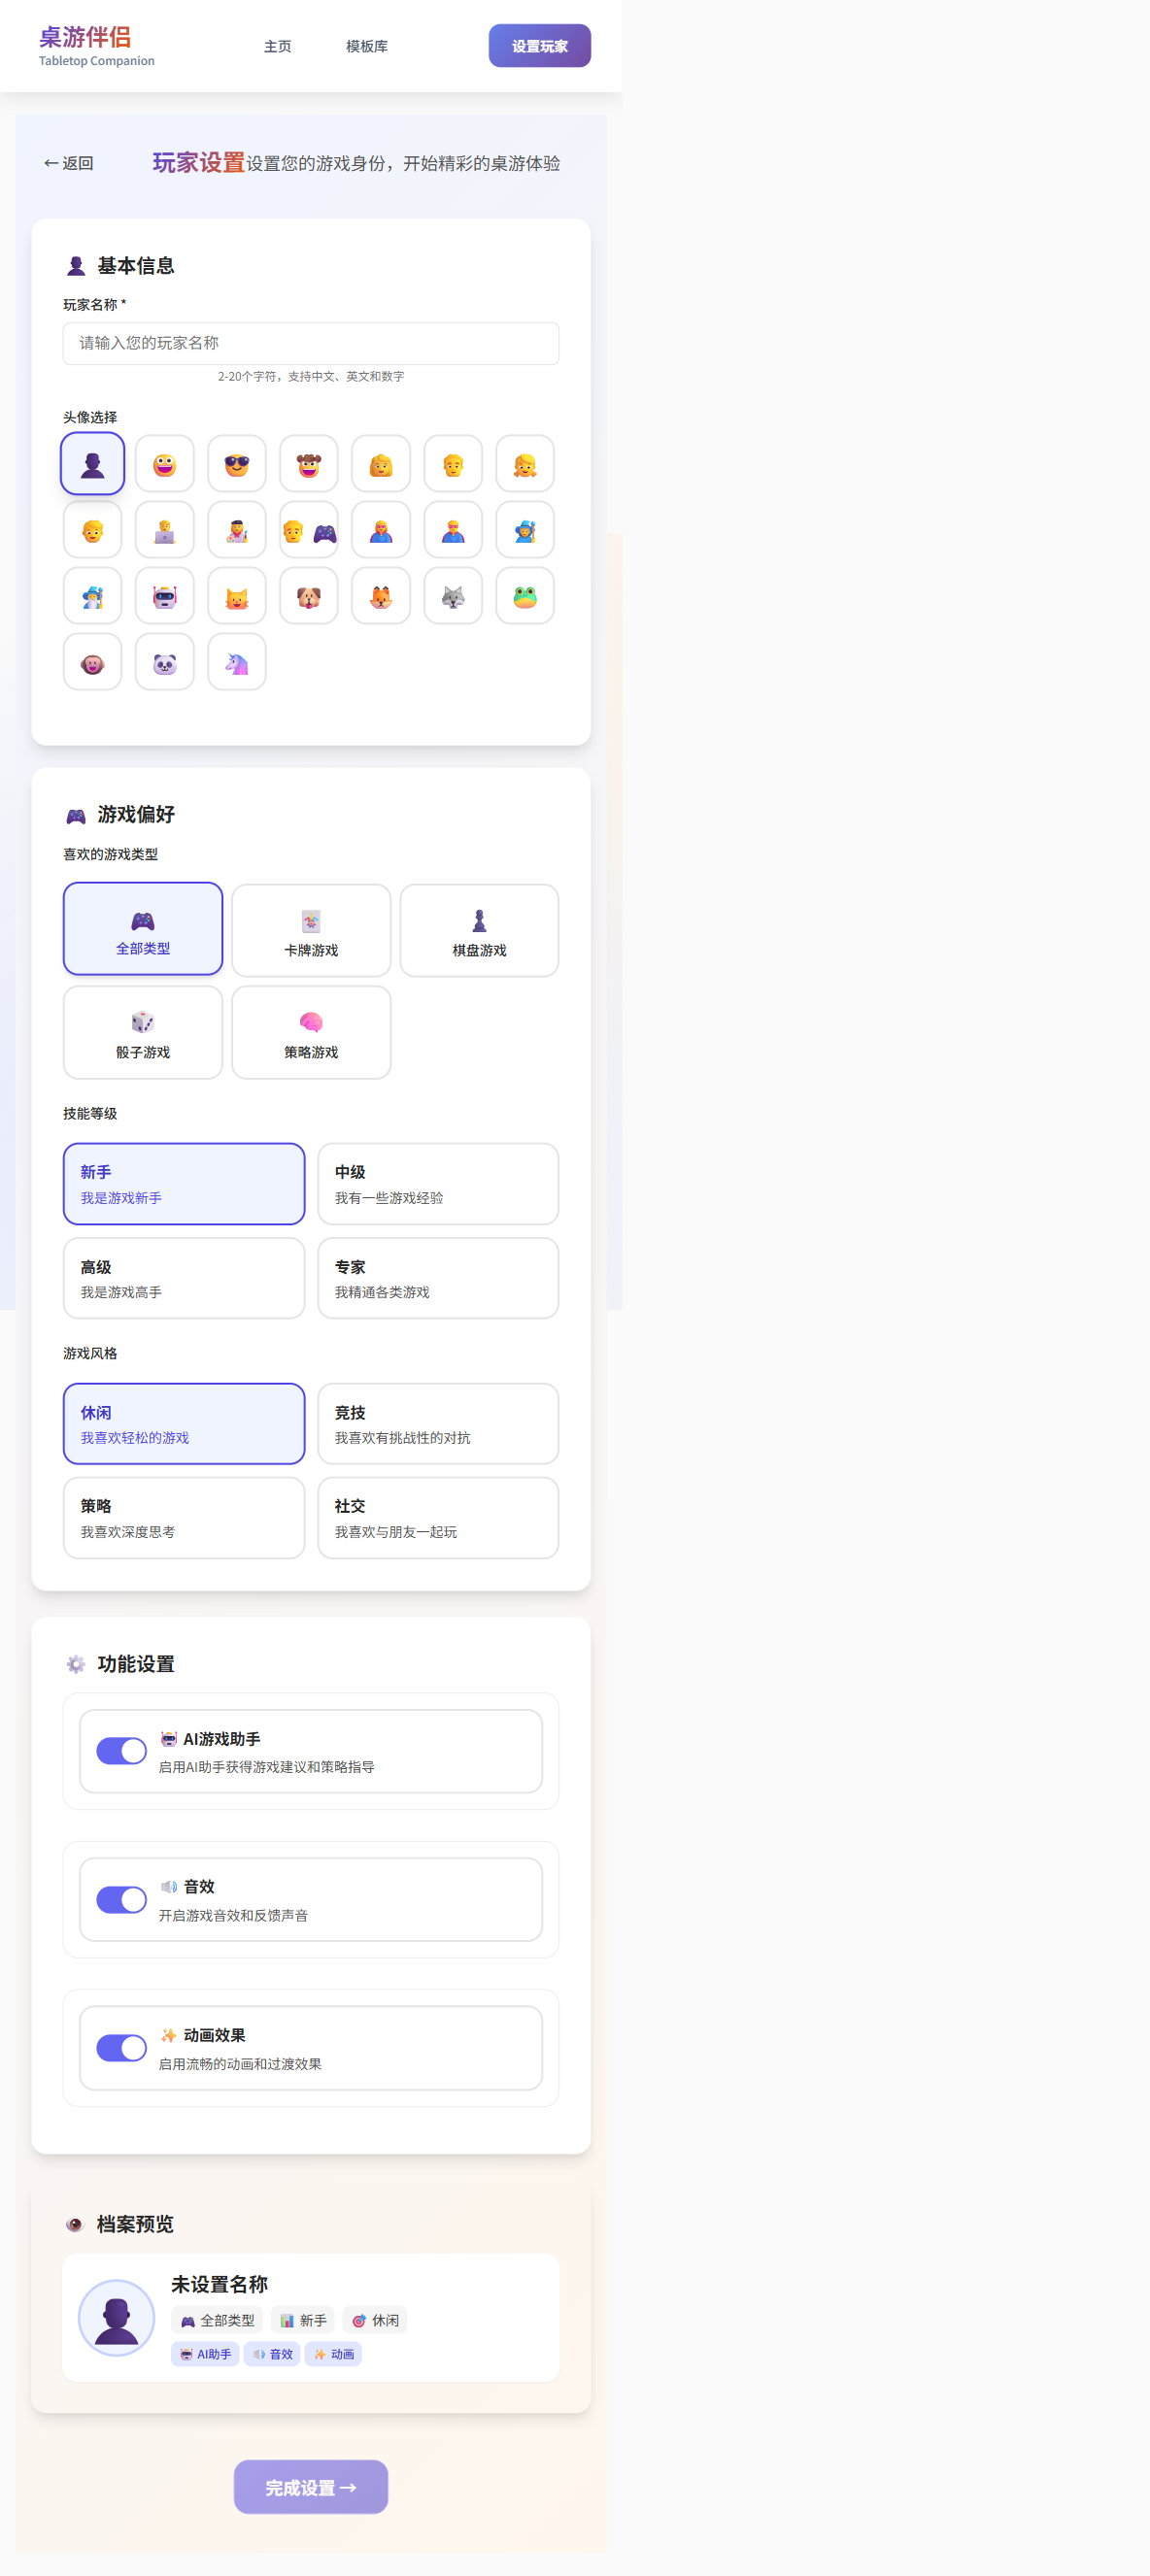 桌游伴侣
Tabletop Companion
主页
模板库
设置玩家
← 返回
玩家设置设置您的游戏身份，开始精彩的桌游体验
基本信息
玩家名称 *
请输入您的玩家名称
2-20个字符，支持中文、英文和数字
头像选择
游戏偏好
喜欢的游戏类型
全部类型
卡牌游戏
棋盘游戏
骰子游戏
策略游戏
技能等级
新手
我是游戏新手
中级
我有一些游戏经验
高级
我是游戏高手
专家
我精通各类游戏
游戏风格
休闲
我喜欢轻松的游戏
竞技
我喜欢有挑战性的对抗
策略
我喜欢深度思考
社交
我喜欢与朋友一起玩
功能设置
AI游戏助手
启用AI助手获得游戏建议和策略指导
音效
开启游戏音效和反馈声音
动画效果
启用流畅的动画和过渡效果
档案预览
未设置名称
全部类型
新手
休闲
AI助手
音效
动画
完成设置 →